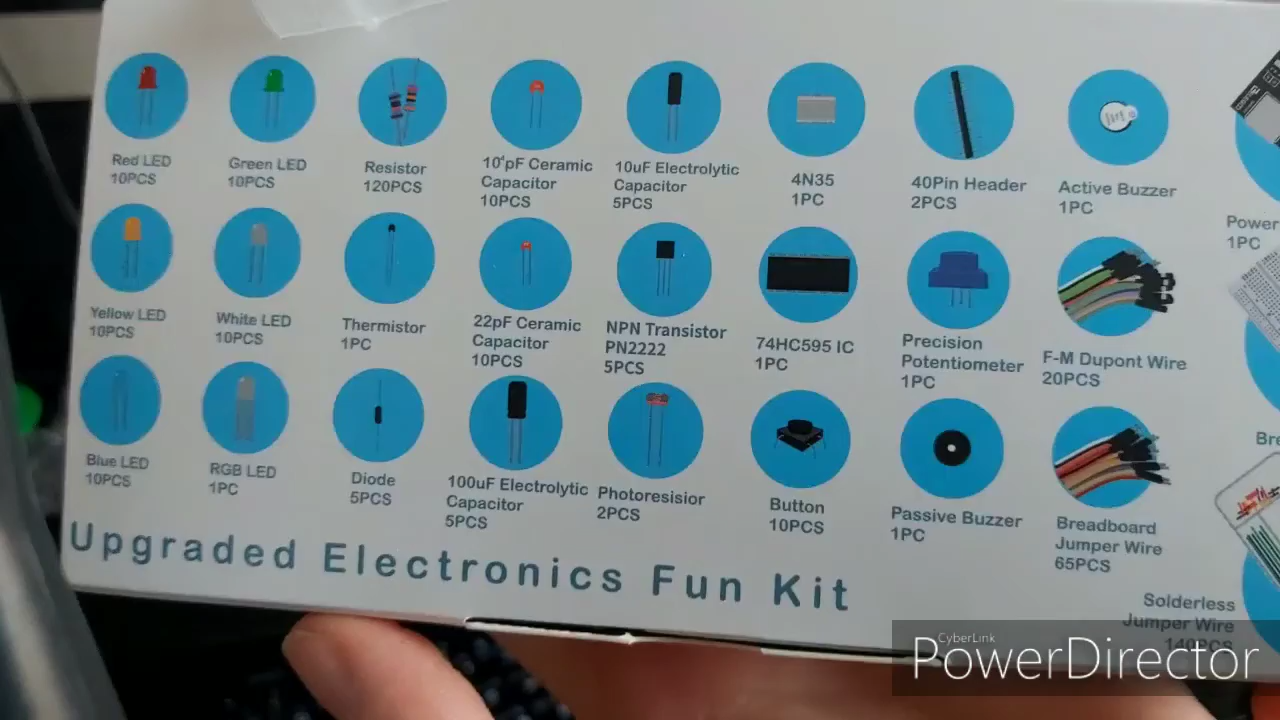 Red LED
10PCS
Green LED
10PCS
Resistor
120PCS
10⁴pF Ceramic
Capacitor
10PCS
10uF Electrolytic
Capacitor
5PCS
4N35
1PC
40Pin Header
2PCS
Active Buzzer
1PC
Power
1PC
Yellow LED
10PCS
White LED
10PCS
Thermistor
1PC
22pF Ceramic
Capacitor
10PCS
NPN Transistor
PN2222
5PCS
74HC595 IC
1PC
Precision
Potentiometer
1PC
F-M Dupont Wire
20PCS
Bre
Blue LED
10PCS
RGB LED
1PC
Diode
5PCS
100uF Electrolytic
Capacitor
5PCS
Photoresisior
2PCS
Button
10PCS
Passive Buzzer
1PC
Breadboard
Jumper Wire
65PCS
Solderless
Jumper Wire
140PCS
Upgraded Electronics Fun Kit
CyberLink
PowerDirector